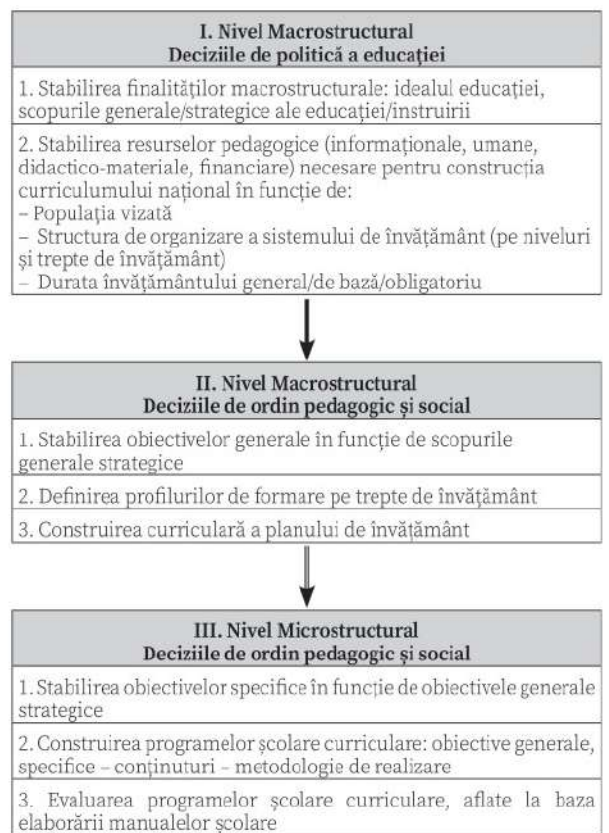 I. Nivel Macrostructural
Deciziile de politică a educației
1. Stabilirea finalităților macrostructurale: idealul educației,
scopurile generale/strategice ale educației/instruirii
2. Stabilirea resurselor pedagogice (informaționale, umane,
didactico-materiale, financiare) necesare pentru construcția
curriculumului național în funcție de:
– Populația vizată
– Structura de organizare a sistemului de învățământ (pe niveluri
și trepte de învățământ)
– Durata învățământului general/de bază/obligatoriu
II. Nivel Macrostructural
Deciziile de ordin pedagogic și social
1. Stabilirea obiectivelor generale în funcție de scopurile
generale strategice
2. Definirea profilurilor de formare pe trepte de învățământ
3. Construirea curriculară a planului de învățământ
III. Nivel Microstructural
Deciziile de ordin pedagogic și social
1. Stabilirea obiectivelor specifice în funcție de obiectivele generale
strategice
2. Construirea programelor școlare curriculare: obiective generale,
specifice – conținuturi – metodologie de realizare
3. Evaluarea programelor școlare curriculare, aflate la baza
elaborării manualelor școlare